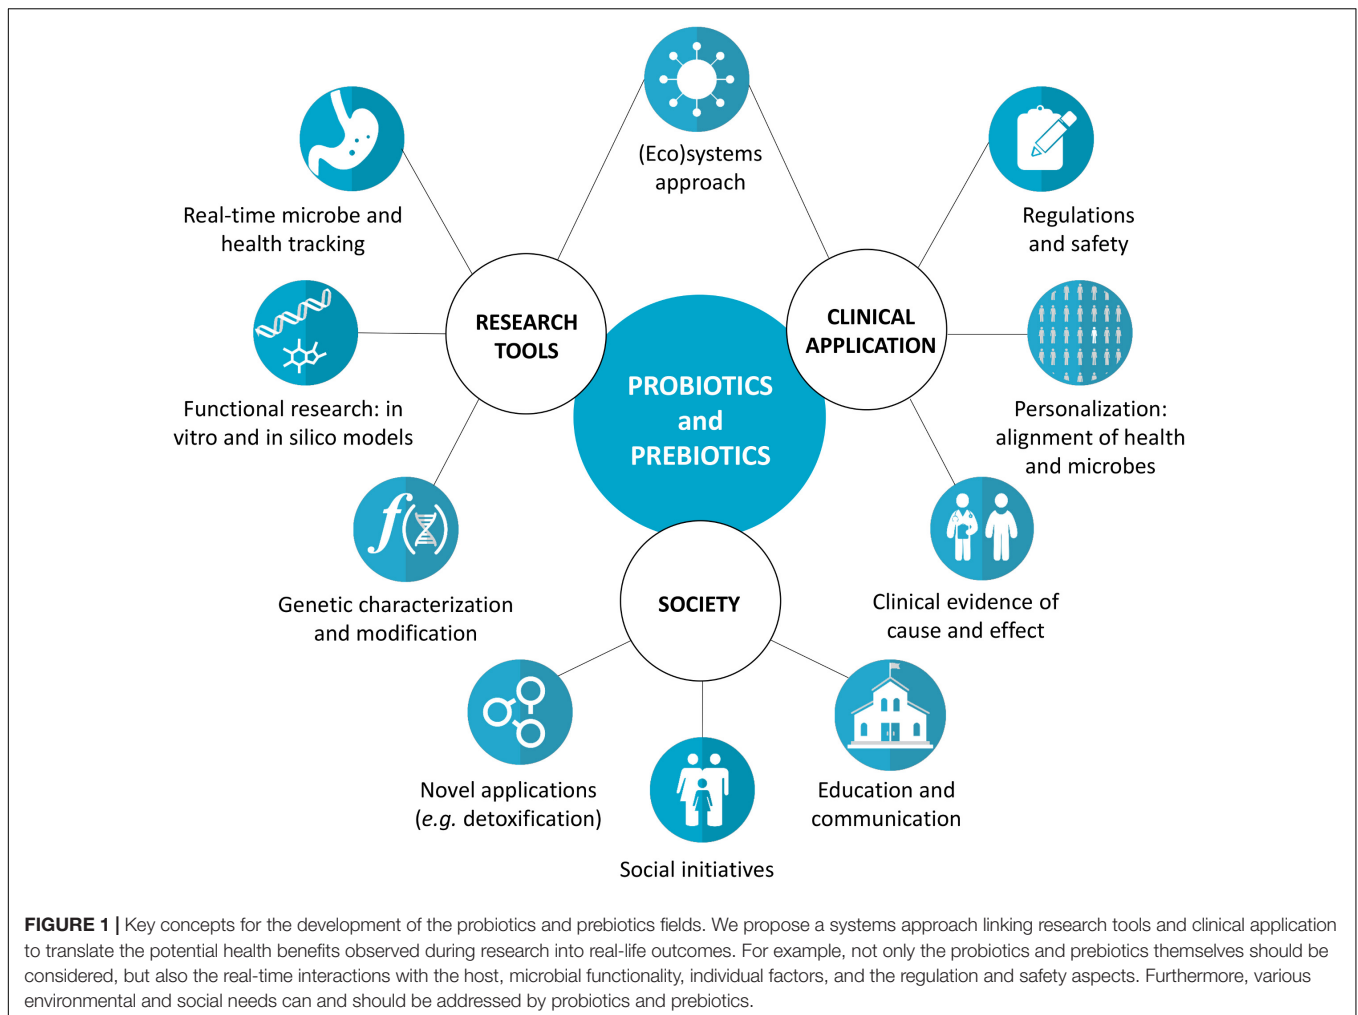 (Eco)systems
approach
Real-time microbe and
health tracking
Regulations
and safety
RESEARCH
TOOLS
CLINICAL
APPLICATION
Functional research: in
vitro and in silico models
PROBIOTICS
and
PREBIOTICS
Personalization:
alignment of health
and microbes
Genetic characterization
and modification
Clinical evidence of
cause and effect
SOCIETY
Novel applications
(e.g. detoxification)
Social initiatives
Education and
communication
FIGURE 1 | Key concepts for the development of the probiotics and prebiotics fields. We propose a systems approach linking research tools and clinical application
to translate the potential health benefits observed during research into real-life outcomes. For example, not only the probiotics and prebiotics themselves should be
considered, but also the real-time interactions with the host, microbial functionality, individual factors, and the regulation and safety aspects. Furthermore, various
environmental and social needs can and should be addressed by probiotics and prebiotics.
f( )